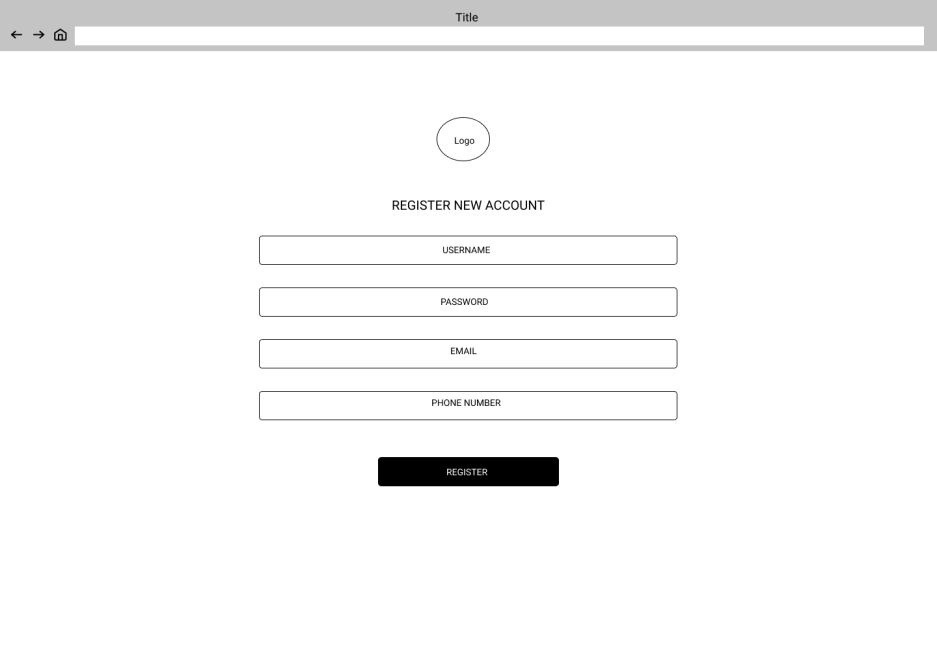 Title
Logo
REGISTER NEW ACCOUNT
USERNAME
PASSWORD
EMAIL
PHONE NUMBER
REGISTER